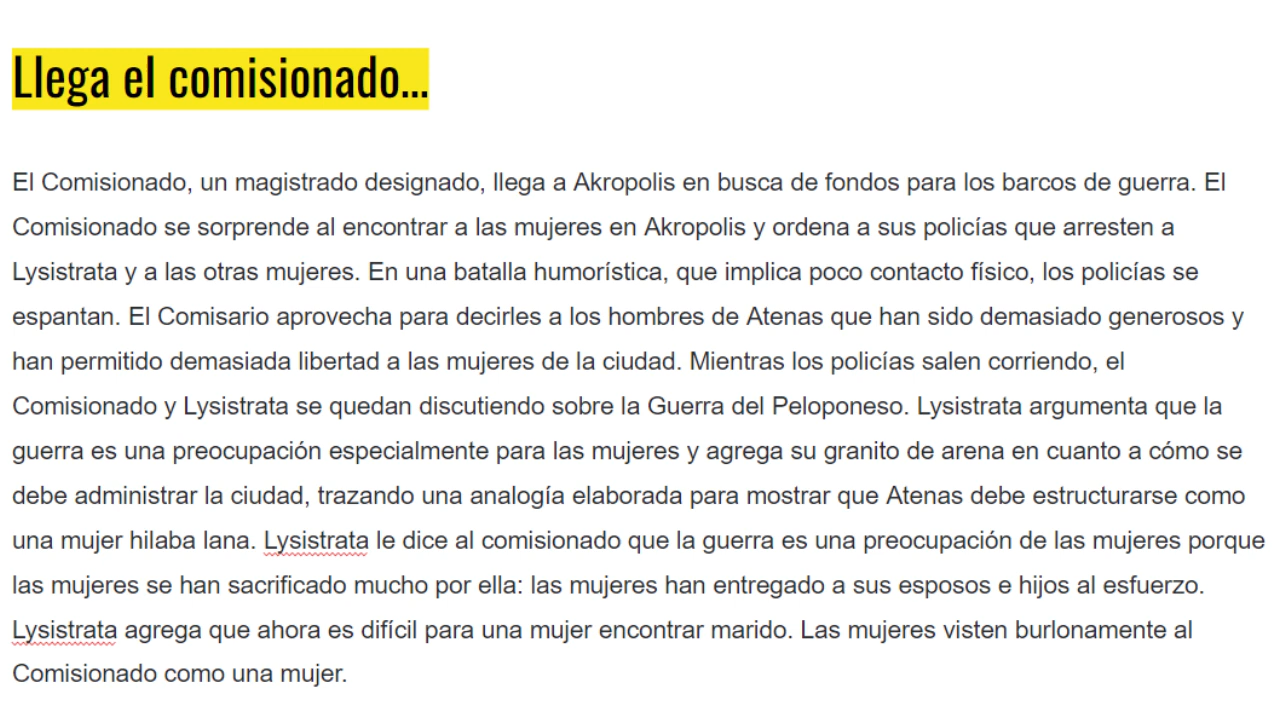 Llega el comisionado...
El Comisionado, un magistrado designado, llega a Akropolis en busca de fondos para los barcos de guerra. El
Comisionado se sorprende al encontrar a las mujeres en Akropolis y ordena a sus policías que arresten a
Lysistrata y a las otras mujeres. En una batalla humorística, que implica poco contacto físico, los policías se
espantan. El Comisario aprovecha para decirles a los hombres de Atenas que han sido demasiado generosos y
han permitido demasiada libertad a las mujeres de la ciudad. Mientras los policías salen corriendo, el
Comisionado y Lysistrata se quedan discutiendo sobre la Guerra del Peloponeso. Lysistrata argumenta que la
guerra es una preocupación especialmente para las mujeres y agrega su granito de arena en cuanto a cómo se
debe administrar la ciudad, trazando una analogía elaborada para mostrar que Atenas debe estructurarse como
una mujer hilaba lana. Lysistrata le dice al comisionado que la guerra es una preocupación de las mujeres porque
las mujeres se han sacrificado mucho por ella: las mujeres han entregado a sus esposos e hijos al esfuerzo.
Lysistrata agrega que ahora es difícil para una mujer encontrar marido. Las mujeres visten burlonamente al
Comisionado como una mujer.